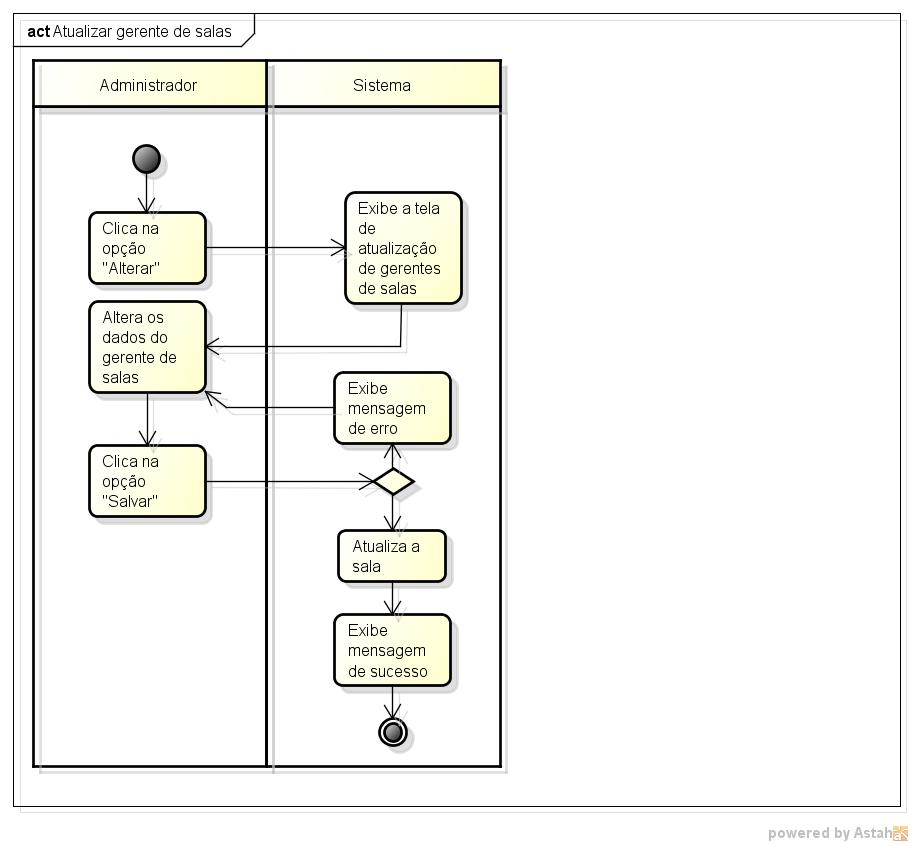 act Atualizar gerente de salas
Administrador
Sistema
Clica na
opção
"Alterar"
Exibe a tela
de
atualização
de gerentes
de salas
Altera os
dados do
gerente de
salas
Exibe
mensagem
de erro
Clica na
opção
"Salvar"
Atualiza a
sala
Exibe
mensagem
de sucesso
powered by Astah